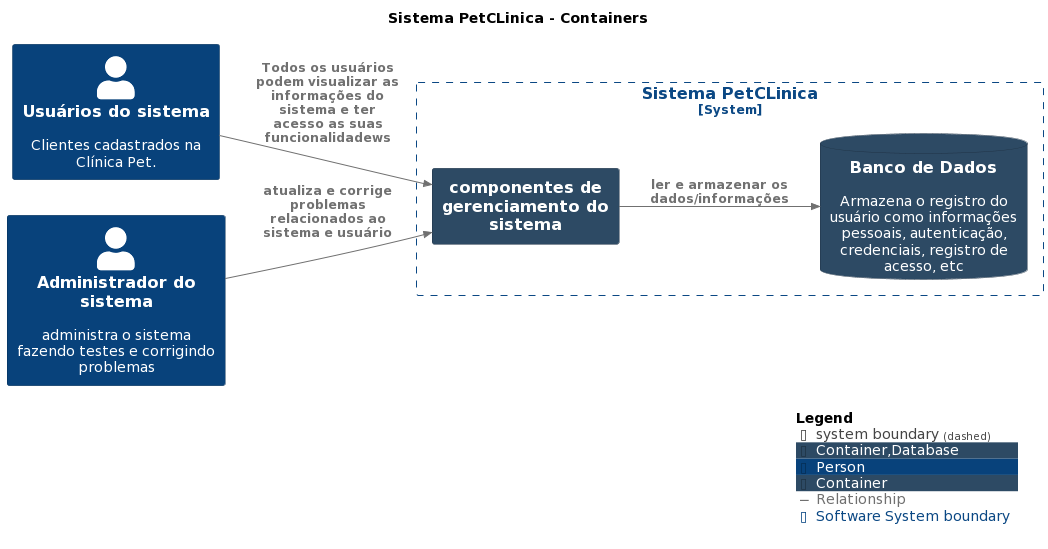 Sistema PetCLinica - Containers
Usuários do sistema
Clientes cadastrados na
Clínica Pet.
Todos os usuários
podem visualizar as
informações do
sistema e ter
acesso as suas
funcionalidadews
Administrador do
sistema
administra o sistema
fazendo testes e corrigindo
problemas
atualiza e corrige
problemas
relacionados ao
sistema e usuário
Sistema PetCLinica
[System]
componentes de
gerenciamento do
sistema
ler e armazenar os
dados/informações
Banco de Dados
Armazena o registro do
usuário como informações
pessoais, autenticação,
credenciais, registro de
acesso, etc
Legend
system boundary (dashed)
Container,Database
Person
Container
Relationship
Software System boundary